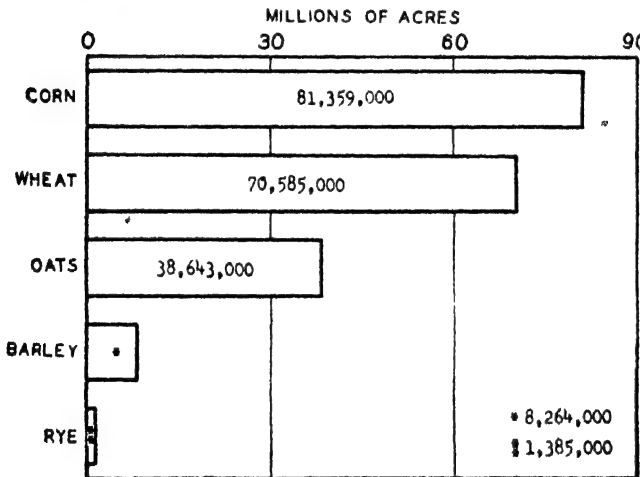 MILLIONS OF ACRES
0 30 60 90
CORN 81,359,000
WHEAT 70,585,000
OATS 38,643,000
BARLEY *
RYE **
* 8,264,000
** 1,385,000